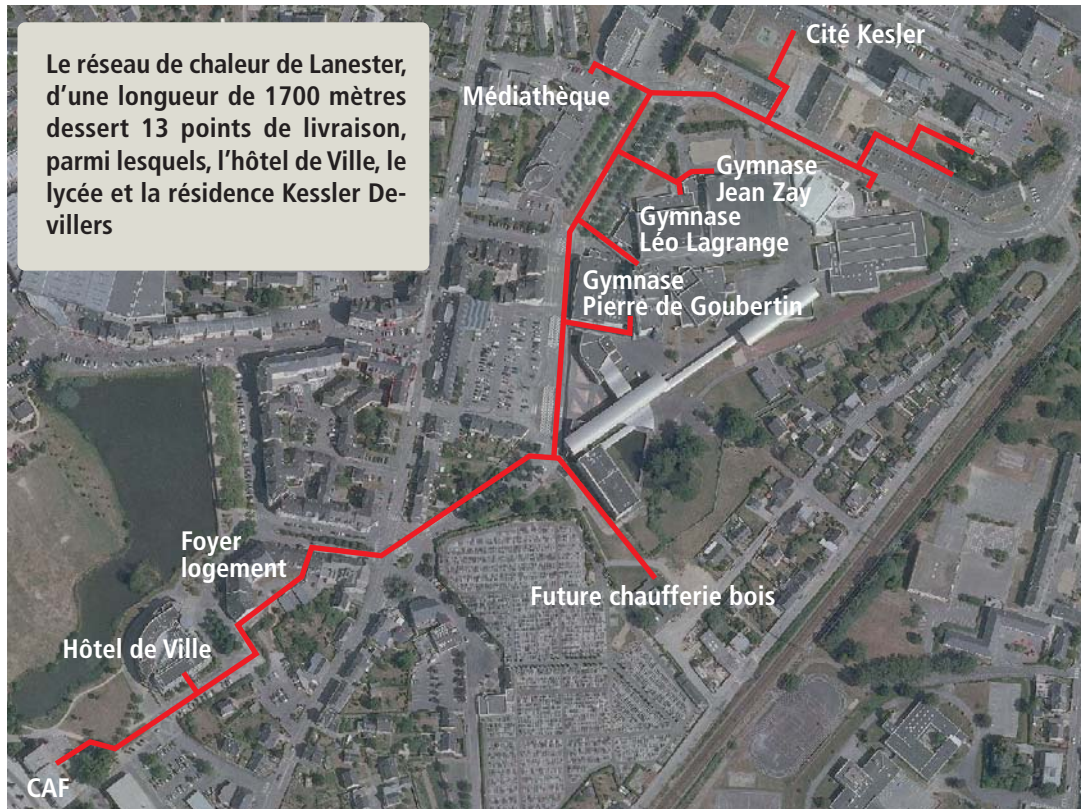 Le réseau de chaleur de Lanester,
d'une longueur de 1700 mètres
dessert 13 points de livraison,
parmi lesquels, l'hôtel de Ville, le
lycée et la résidence Kessler De-
villers
Cité Kesler
Médiathèque
Gymnase
Jean Zay
Gymnase
Léo Lagrange
Gymnase
Pierre de Goubertin
Foyer
logement
Future chaufferie bois
Hôtel de Ville
CAF